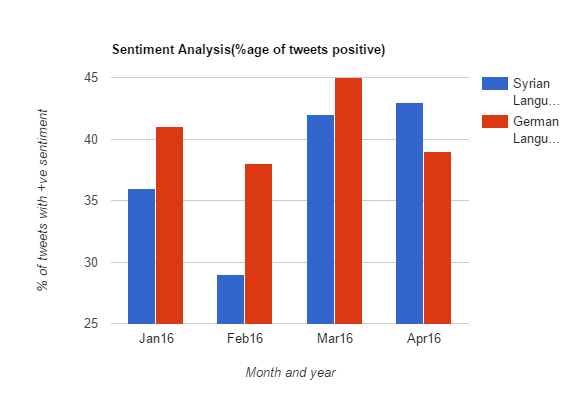 Sentiment Analysis(%age of tweets positive)
% of tweets with +ve sentiment
45
40
35
30
25
Jan16 Feb16 Mar16 Apr16
Month and year
Syrian
Langu…
German
Langu…